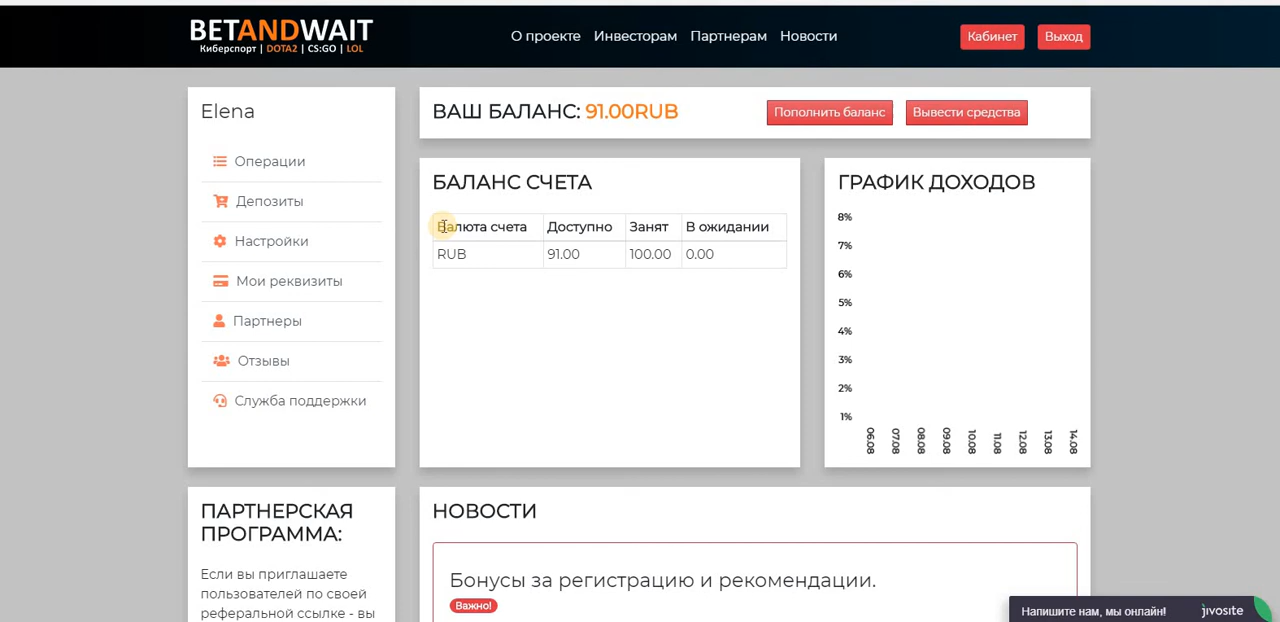 BETANDWAIT
Киберспорт | DOTA2 | CS:GO | LOL
О проекте Инвесторам Партнерам Новости
Кабинет Выход
Elena
Операции
Депозиты
Настройки
Мои реквизиты
Партнеры
Отзывы
Служба поддержки
ВАШ БАЛАНС: 91.00RUB
Пополнить баланс Вывести средства
БАЛАНС СЧЕТА
Валюта счета Доступно Занят В ожидании
RUB 91.00 100.00 0.00
ГРАФИК ДОХОДОВ
8%
7%
6%
5%
4%
3%
2%
1%
06.08 07.08 08.08 09.08 10.08 11.08 12.08 13.08 14.08
ПАРТНЕРСКАЯ
ПРОГРАММА:
Если вы приглашаете
пользователей по своей
реферальной ссылке - вы
НОВОСТИ
Бонусы за регистрацию и рекомендации.
Важно!
Напишите нам, мы онлайн! jivosite